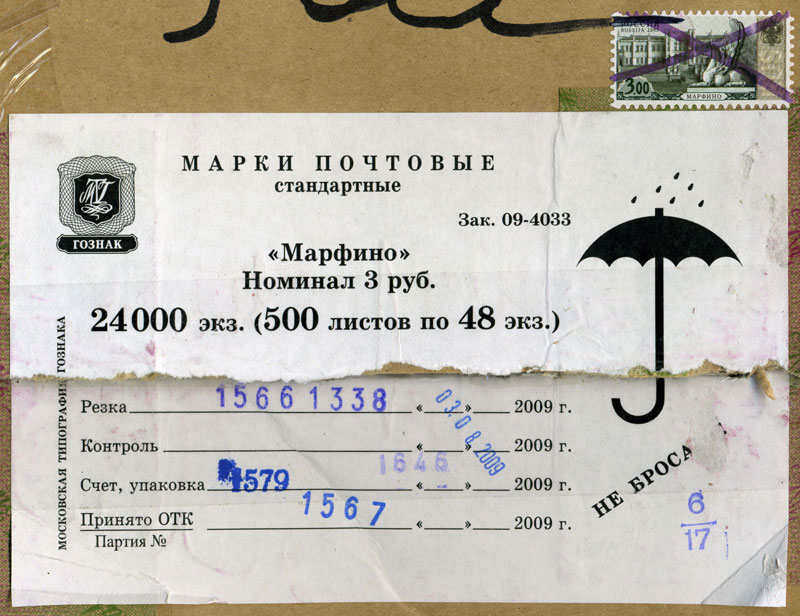 РОССИЯ
ROSSIJA 2003
3.00
МАРФИНО
МАРКИ ПОЧТОВЫЕ
стандартные
ГОЗНАК
Зак. 09-4033
«Марфино»
Номинал 3 руб.
24000 экз. (500 листов по 48 экз.)
МОСКОВСКАЯ ТИПОГРАФИЯ ГОЗНАКА
Резка 15661338 « » 2009 г.
03.08.2009
Контроль « » 2009 г.
1646
Счет, упаковка 1579 « » 2009 г.
Принято ОТК 1567 « » 2009 г.
Партия №
НЕ БРОСА
6
17